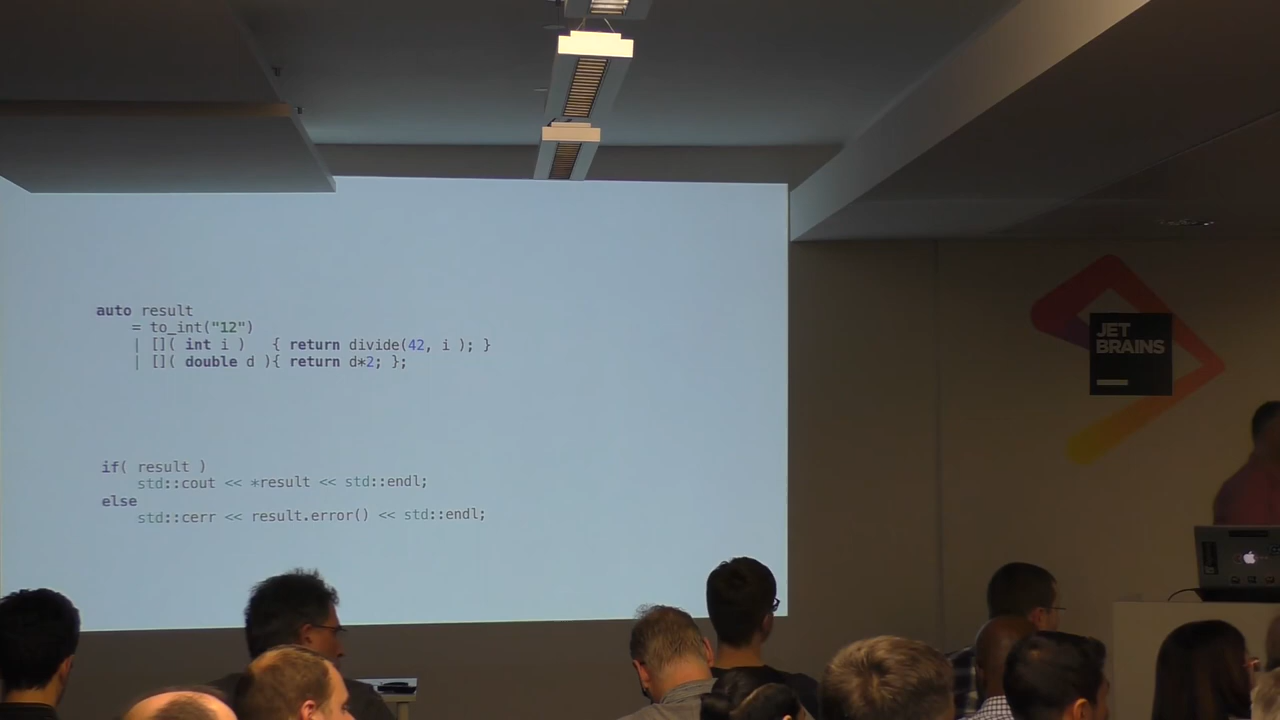 auto result
    = to_int("12")
    | []( int i )   { return divide(42, i ); }
    | []( double d ){ return d*2; };
if( result )
    std::cout << *result << std::endl;
else
    std::cerr << result.error() << std::endl;
JET
BRAINS